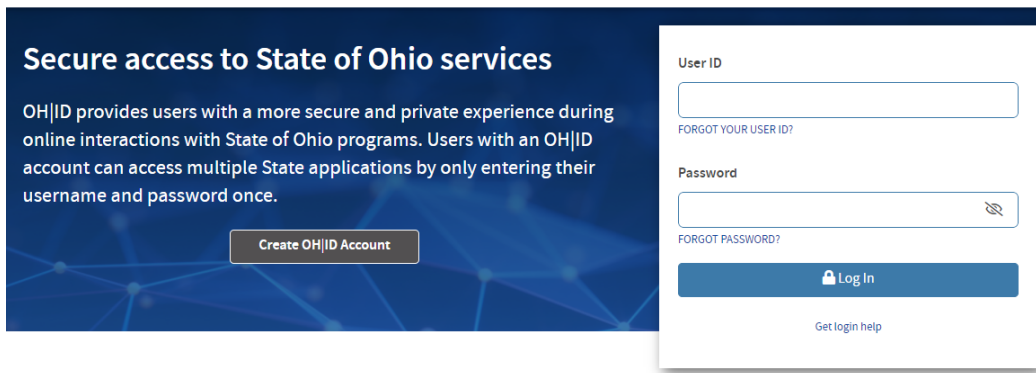 Secure access to State of Ohio services
OH|ID provides users with a more secure and private experience during
online interactions with State of Ohio programs. Users with an OH|ID
account can access multiple State applications by only entering their
username and password once.
Create OH|ID Account
User ID
FORGOT YOUR USER ID?
Password
FORGOT PASSWORD?
Log In
Get login help